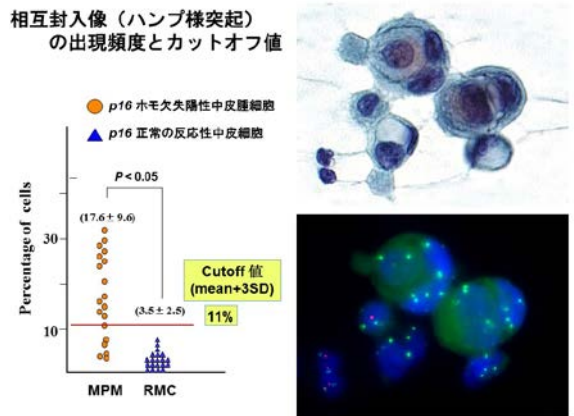 相互封入像（ハンプ様突起）
の出現頻度とカットオフ値
p16 ホモ欠失陽性中皮腫細胞
p16 正常の反応性中皮細胞
P < 0.05
(17.6 ± 9.6)
Percentage of cells
30
Cutoff 値
(mean+3SD)
(3.5 ± 2.5)
11%
10
MPM
RMC